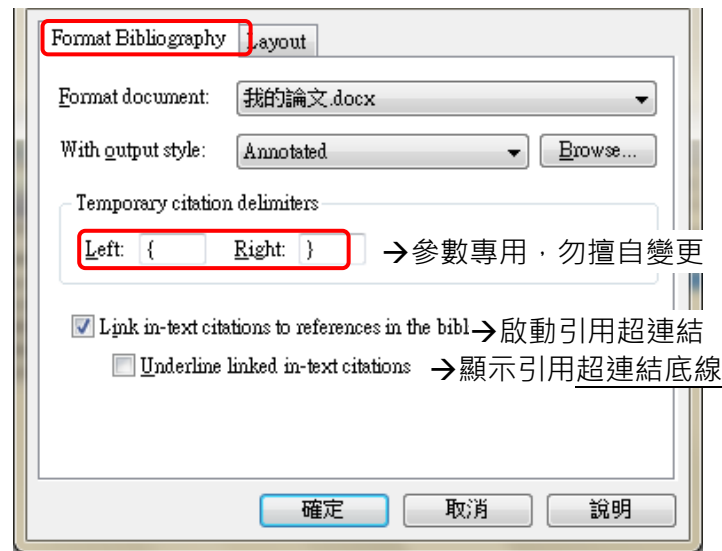 Format Bibliography Layout
Format document: 我的論文.docx
With output style: Annotated Browse...
Temporary citation delimiters
Left: { Right: } →參數專用，勿擅自變更
Link in-text citations to references in the bibl→啟動引用超連結
Underline linked in-text citations →顯示引用超連結底線
確定 取消 說明